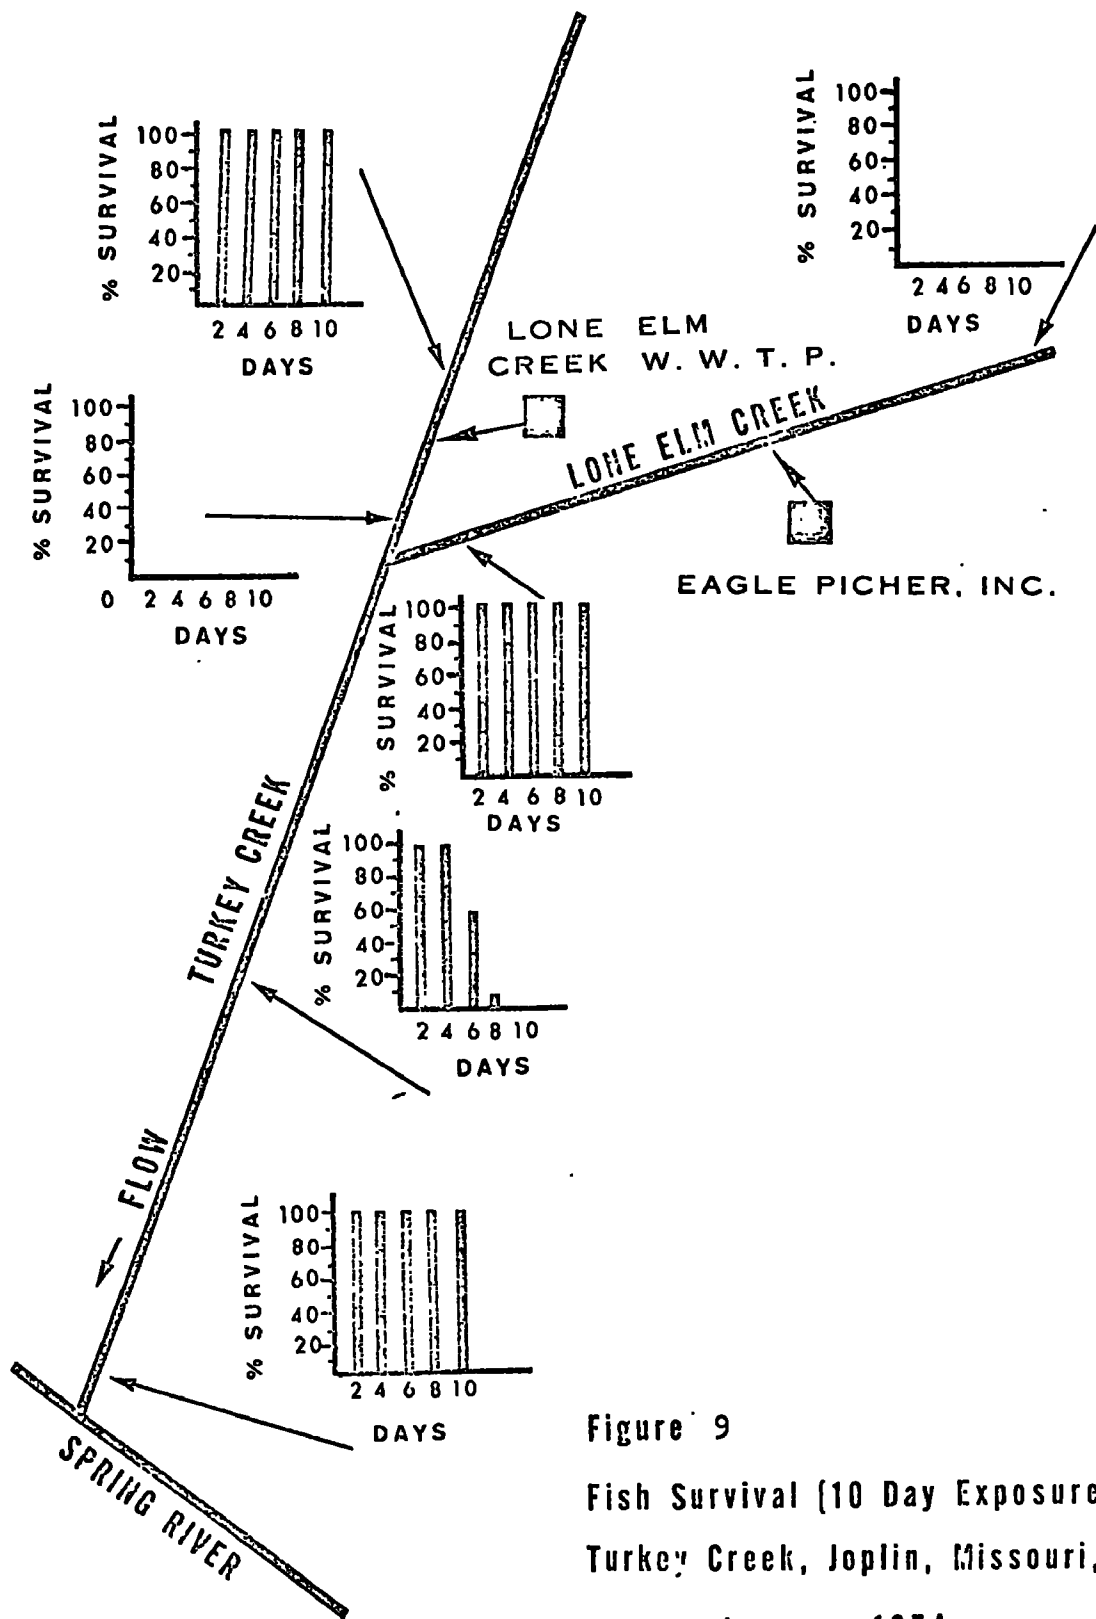 % SURVIVAL
100
80
60
40
20
2 4 6 8 10
DAYS
% SURVIVAL
100
80
60
40
20
2 4 6 8 10
DAYS
LONE ELM
CREEK W. W. T. P.
% SURVIVAL
100
80
60
40
20
0 2 4 6 8 10
DAYS
LONE ELM CREEK
EAGLE PICHER, INC.
% SURVIVAL
100
80
60
40
20
2 4 6 8 10
DAYS
TURKEY CREEK
% SURVIVAL
100
80
60
40
20
2 4 6 8 10
DAYS
FLOW
% SURVIVAL
100
80
60
40
20
2 4 6 8 10
DAYS
SPRING RIVER
Figure 9
Fish Survival (10 Day Exposure
Turkey Creek, Joplin, Missouri,